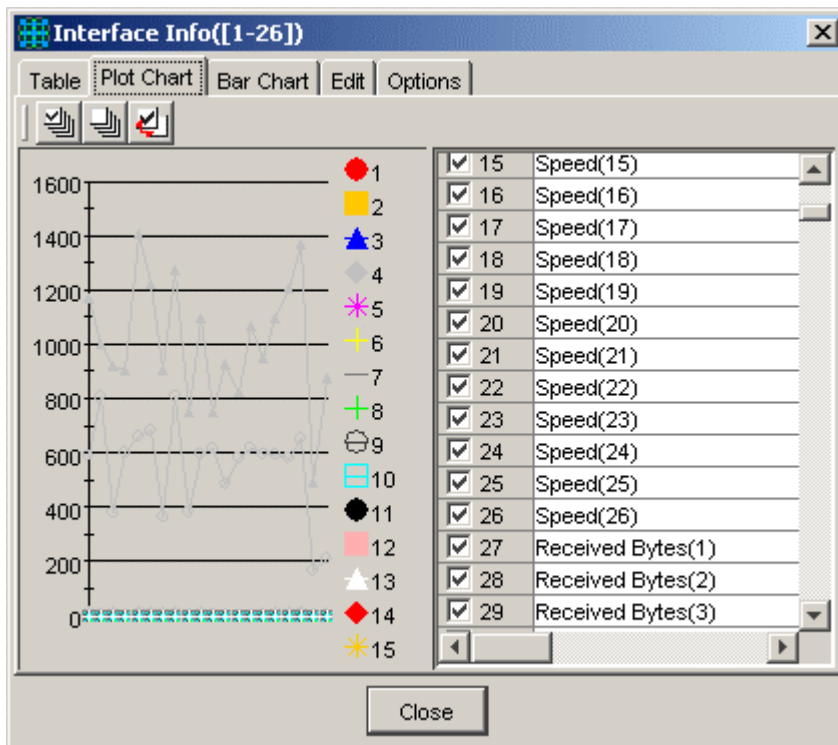 Interface Info([1-26])
Table Plot Chart Bar Chart Edit Options
1600
1400
1200
1000
800
600
400
200
0
1
2
3
4
5
6
7
8
9
10
11
12
13
14
15
15 Speed(15)
16 Speed(16)
17 Speed(17)
18 Speed(18)
19 Speed(19)
20 Speed(20)
21 Speed(21)
22 Speed(22)
23 Speed(23)
24 Speed(24)
25 Speed(25)
26 Speed(26)
27 Received Bytes(1)
28 Received Bytes(2)
29 Received Bytes(3)
Close